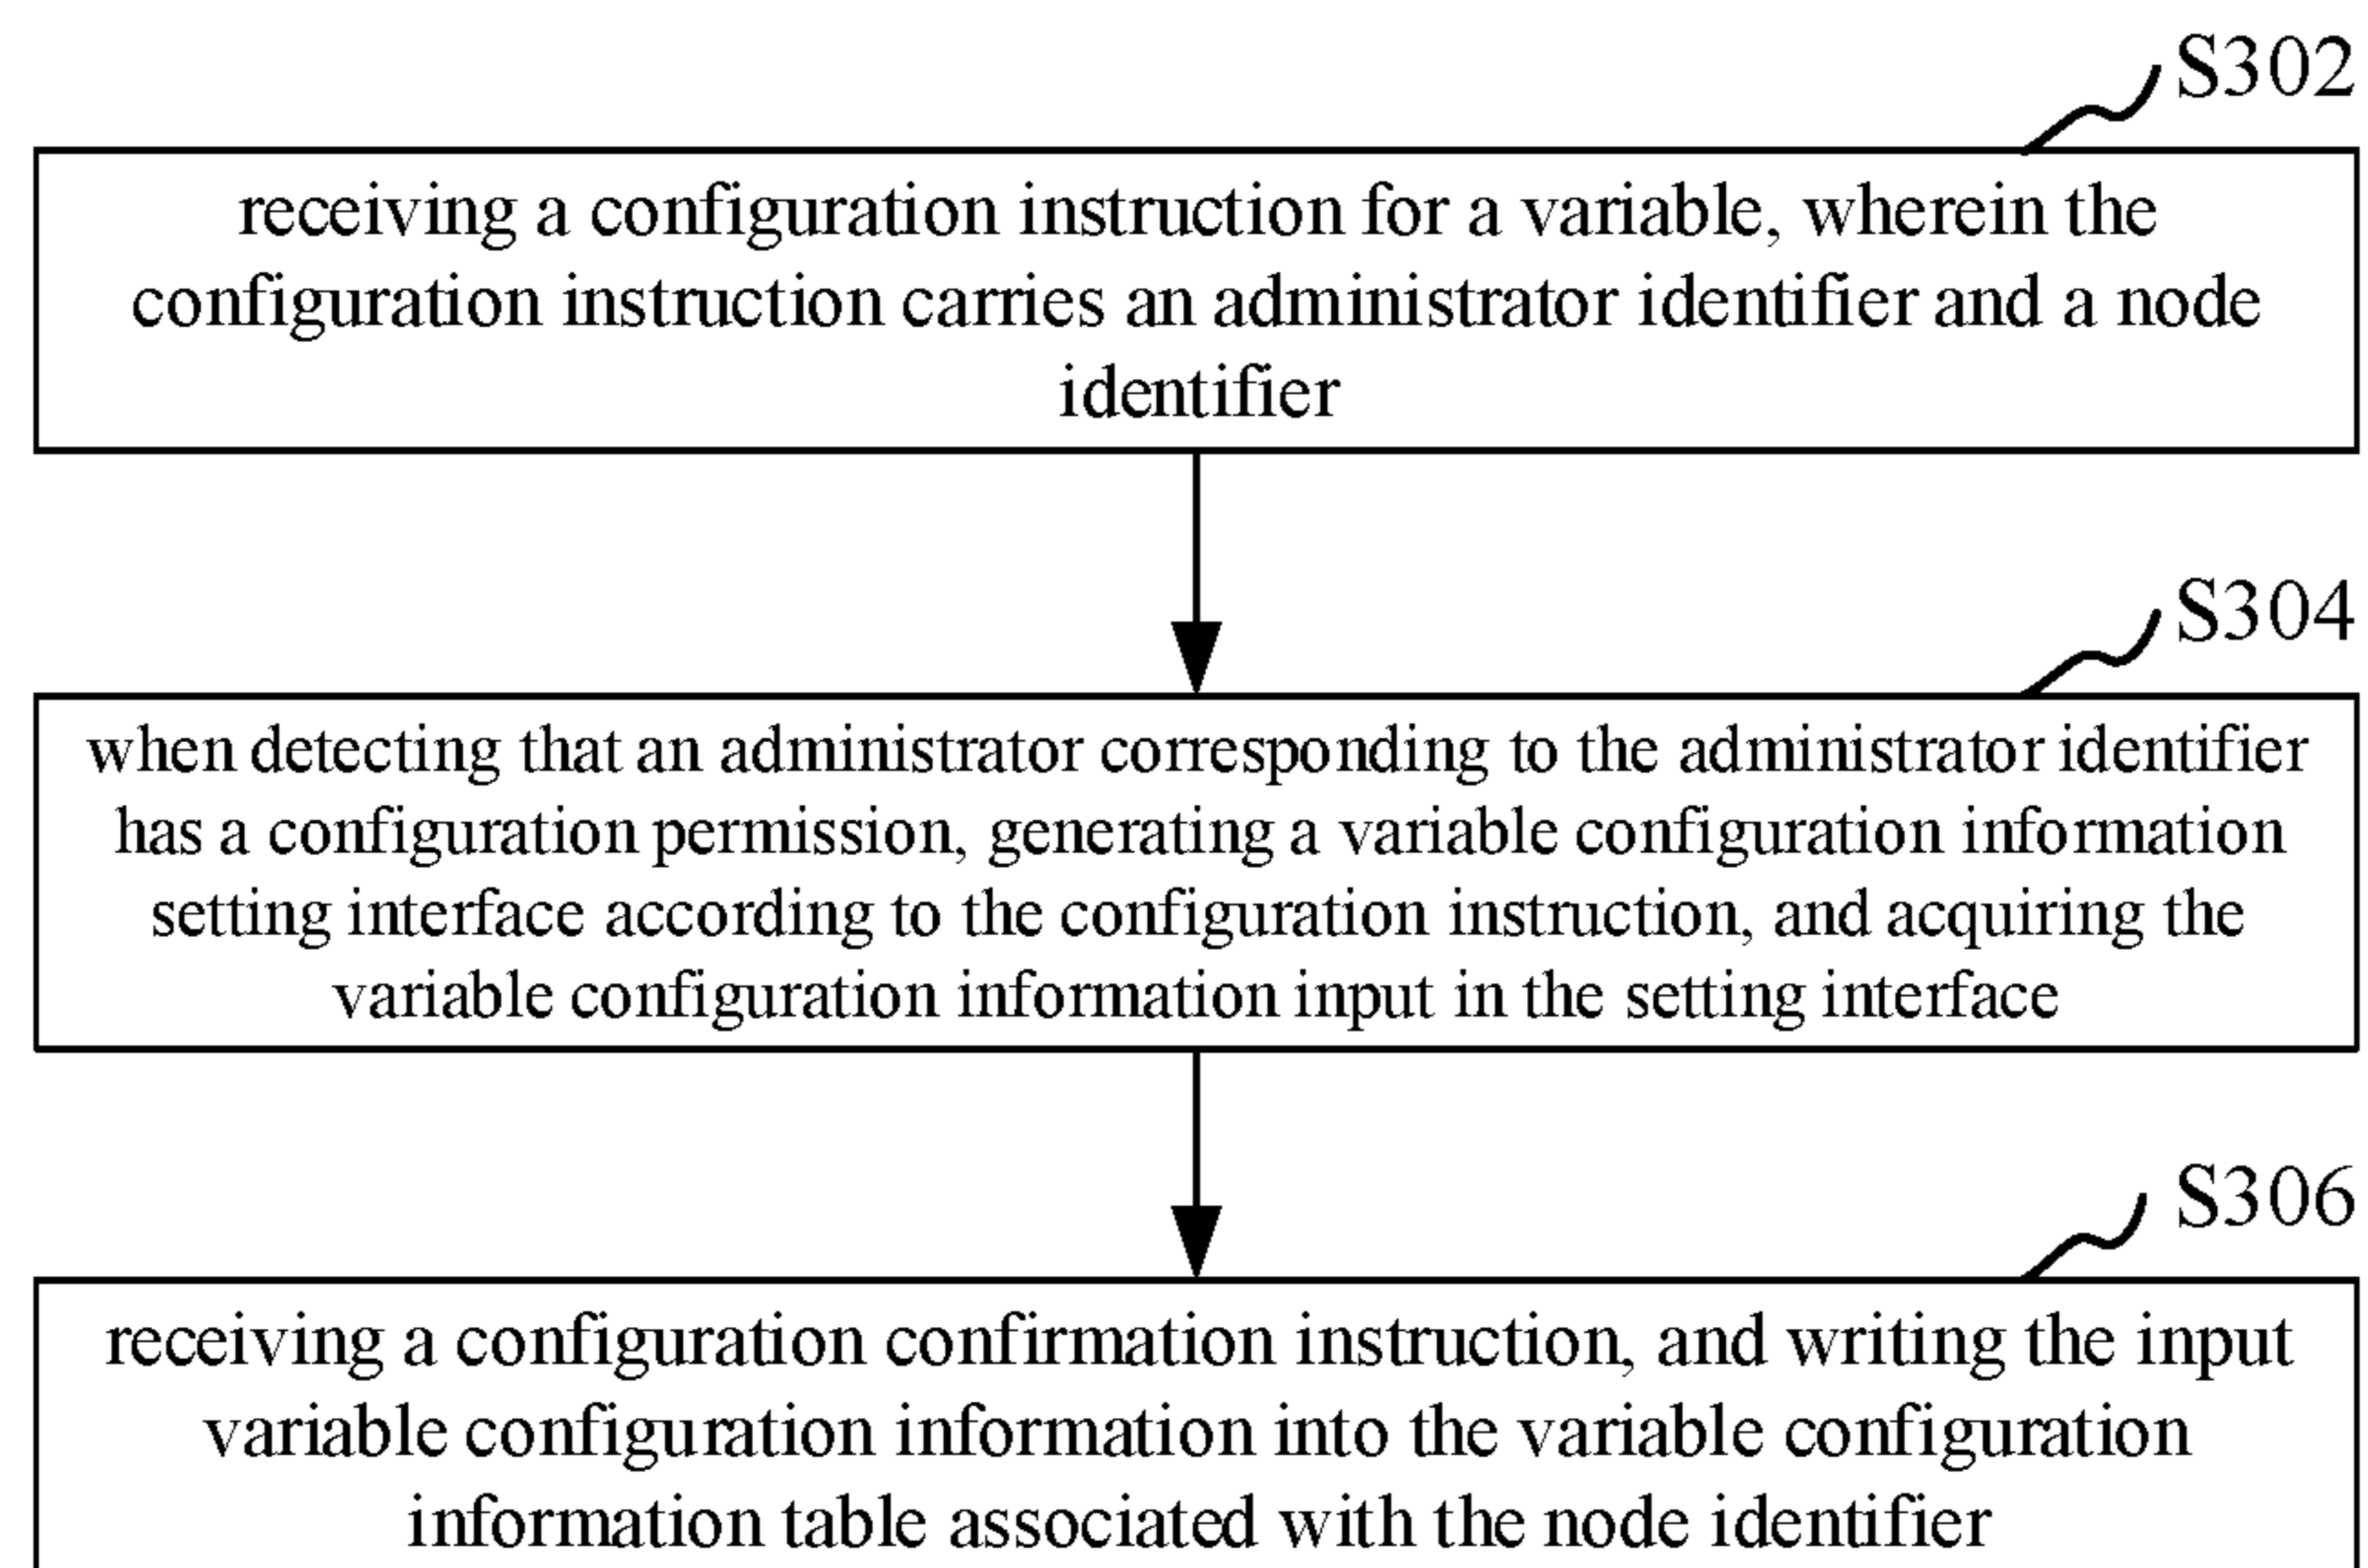 S302
receiving a configuration instruction for a variable, wherein the
configuration instruction carries an administrator identifier and a node
identifier
S304
when detecting that an administrator corresponding to the administrator identifier
has a configuration permission, generating a variable configuration information
setting interface according to the configuration instruction, and acquiring the
variable configuration information input in the setting interface
S306
receiving a configuration confirmation instruction, and writing the input
variable configuration information into the variable configuration
information table associated with the node identifier